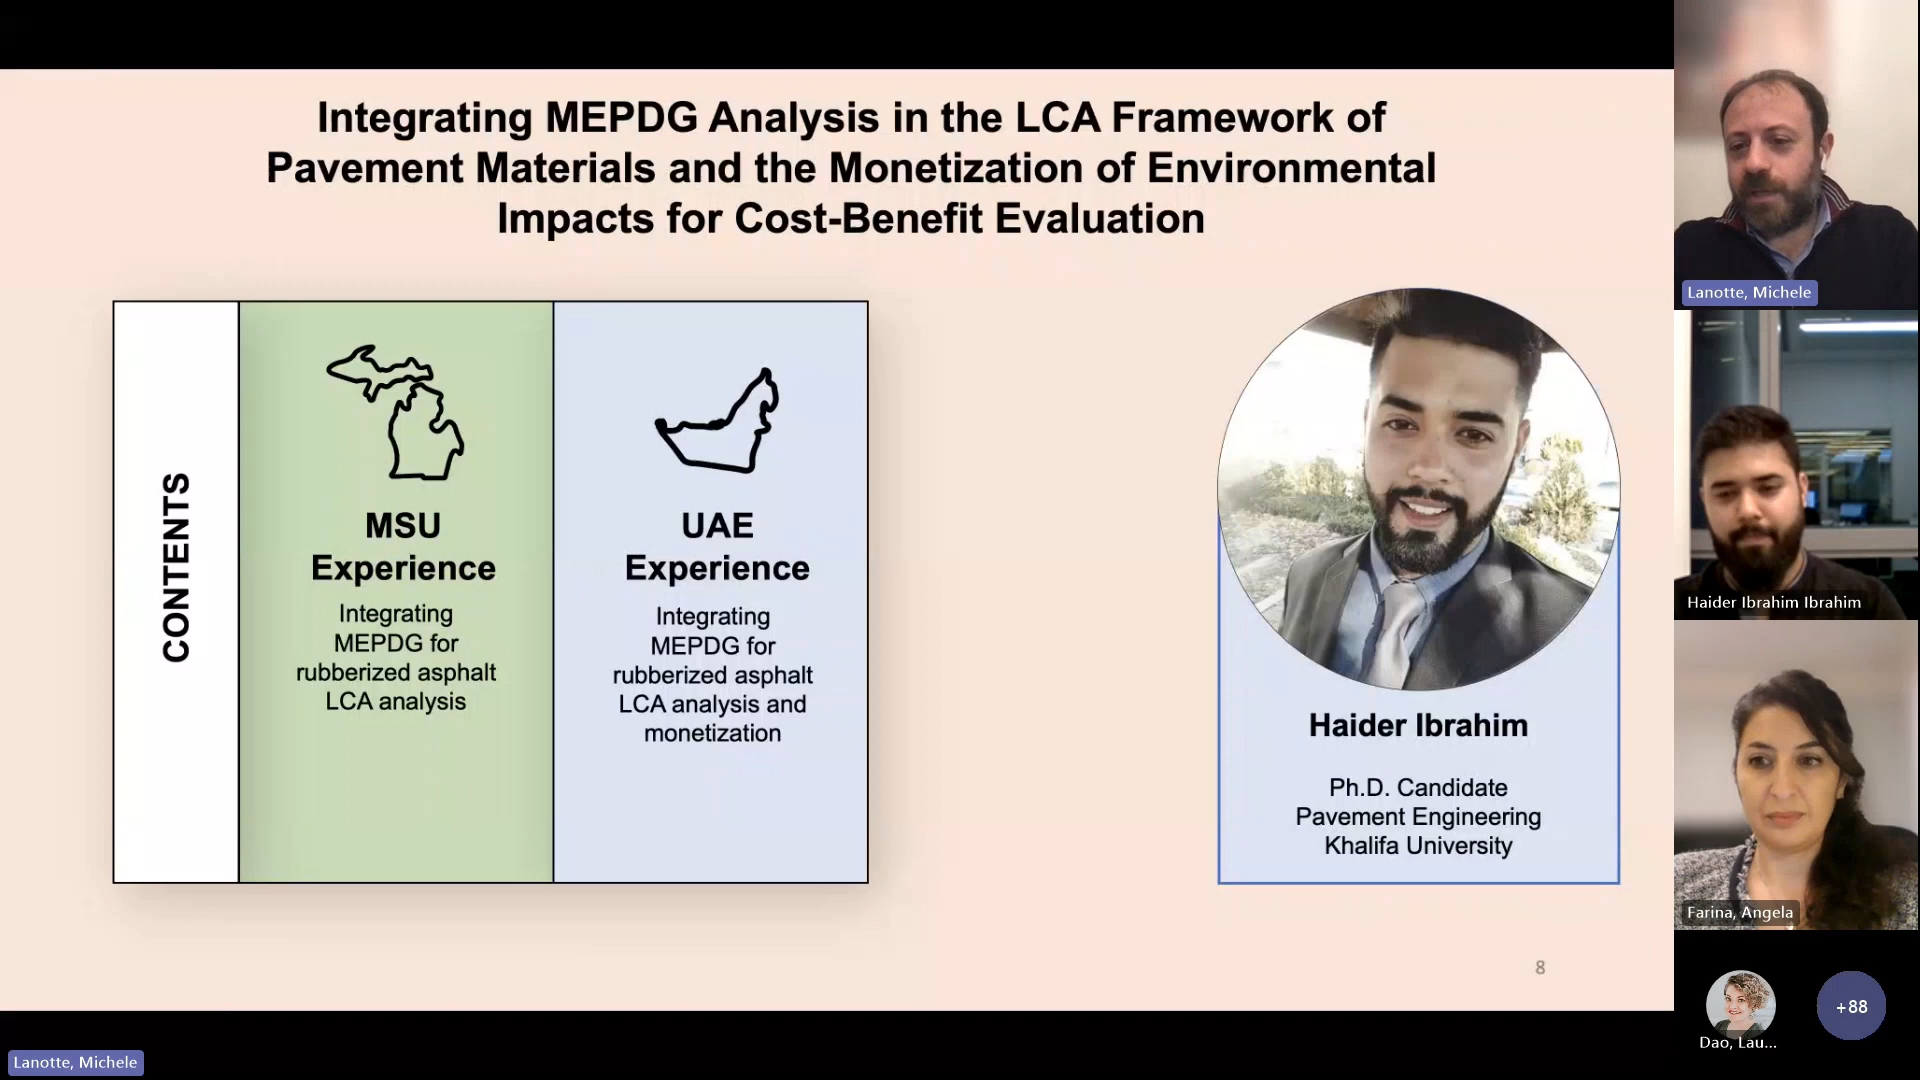 Integrating MEPDG Analysis in the LCA Framework of
Pavement Materials and the Monetization of Environmental
Impacts for Cost-Benefit Evaluation
CONTENTS
MSU
Experience
Integrating
MEPDG for
rubberized asphalt
LCA analysis
UAE
Experience
Integrating
MEPDG for
rubberized asphalt
LCA analysis and
monetization
Haider Ibrahim
Ph.D. Candidate
Pavement Engineering
Khalifa University
8
Lanotte, Michele
Haider Ibrahim Ibrahim
Farina, Angela
Dao, Lau...
+88
Lanotte, Michele